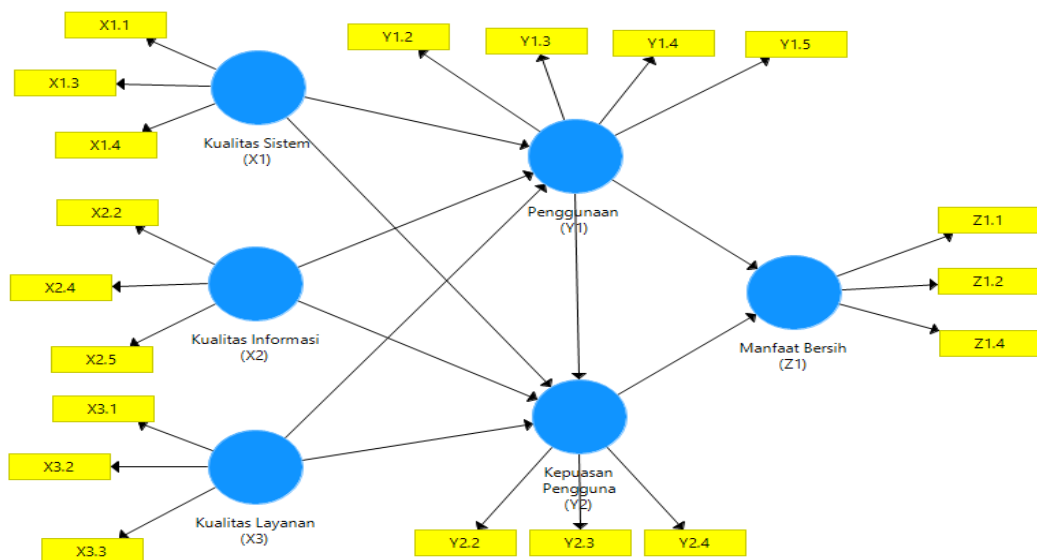 X1.1
X1.3
X1.4
Kualitas Sistem
(X1)
Y1.2
Y1.3
Y1.4
Y1.5
Penggunaan
(Y1)
X2.2
X2.4
X2.5
Kualitas Informasi
(X2)
Z1.1
Z1.2
Z1.4
Manfaat Bersih
(Z1)
X3.1
X3.2
X3.3
Kualitas Layanan
(X3)
Kepuasan
Pengguna
(Y2)
Y2.2
Y2.3
Y2.4